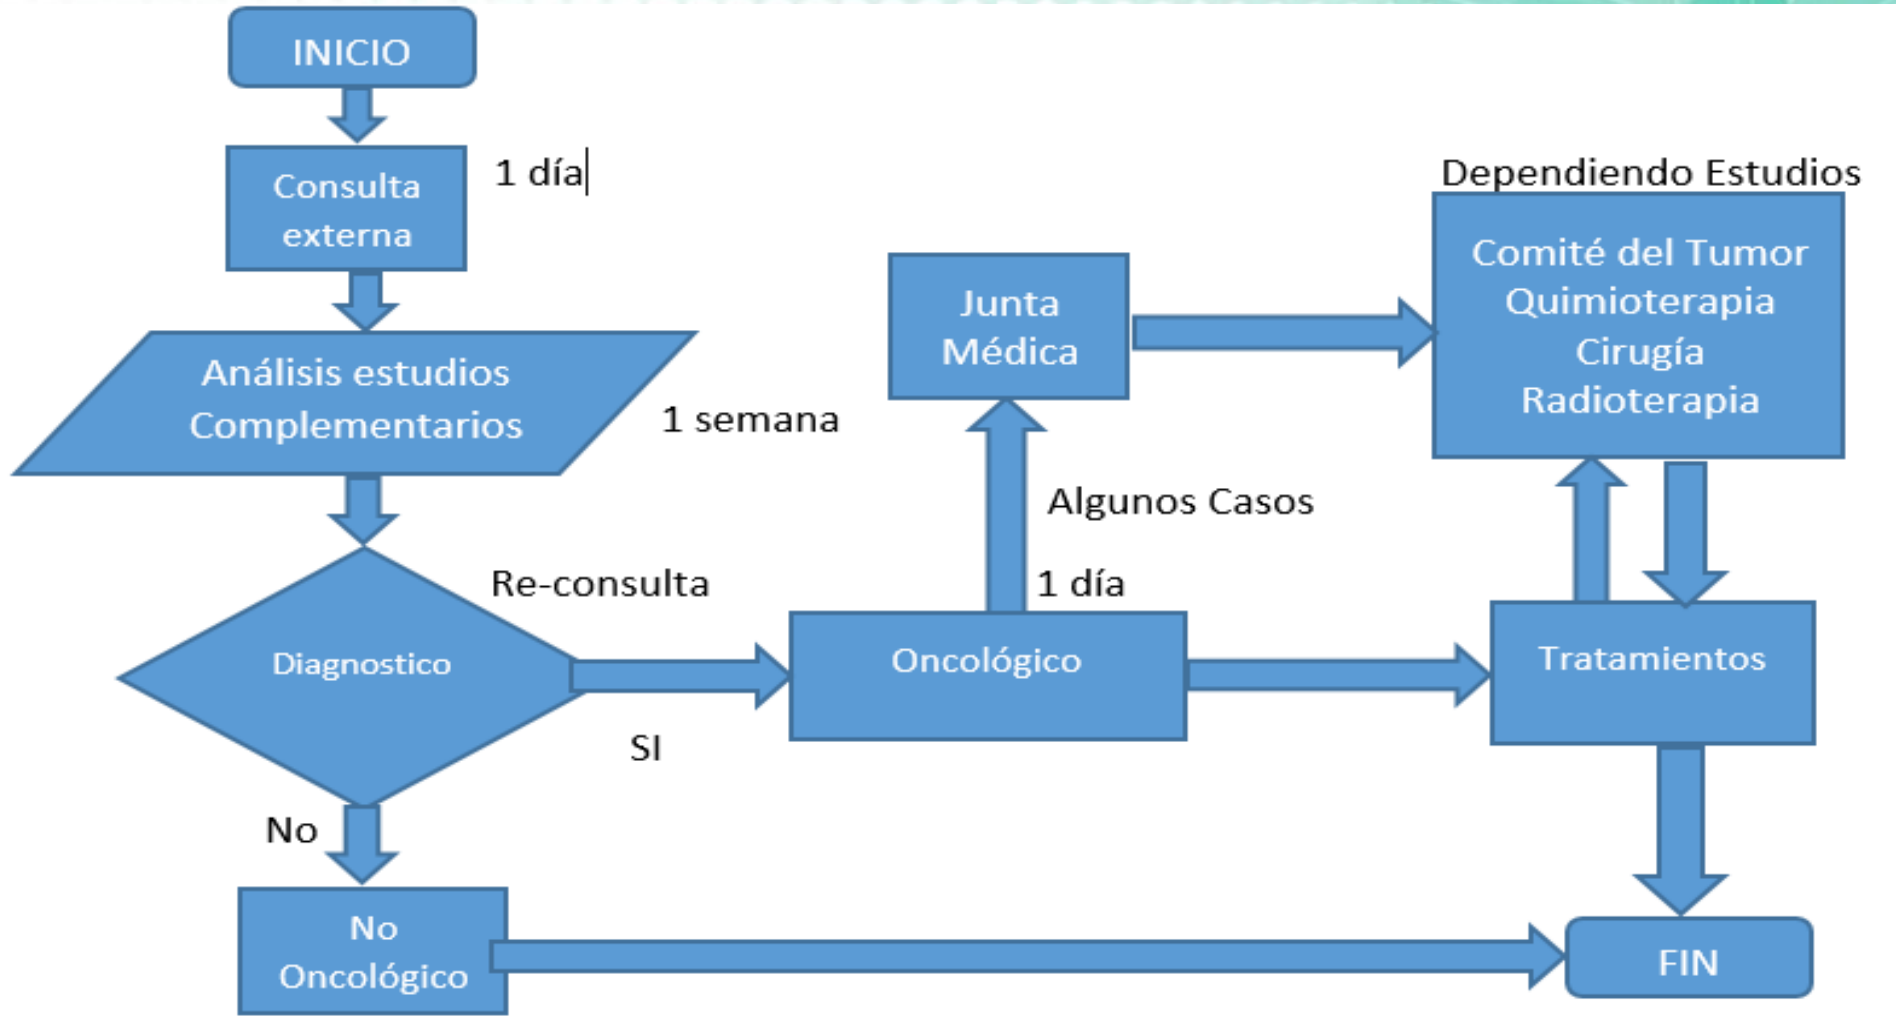 INICIO
Consulta
externa
1 día
Análisis estudios
Complementarios
1 semana
Diagnostico
Re-consulta
SI
No
No
Oncológico
Oncológico
1 día
Algunos Casos
Junta
Médica
Dependiendo Estudios
Comité del Tumor
Quimioterapia
Cirugía
Radioterapia
Tratamientos
FIN